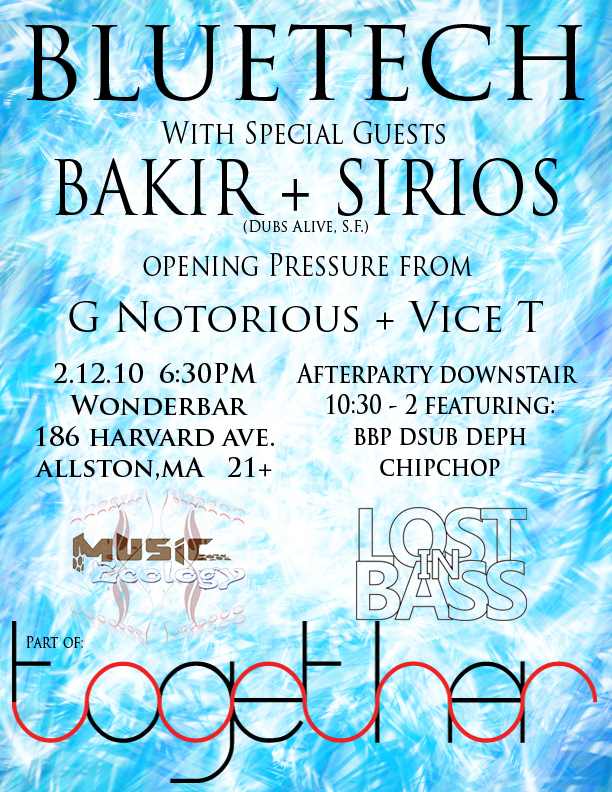 BLUETECH
WITH SPECIAL GUESTS
BAKIR + SIRIOS
(DUBS ALIVE, S.F.)
OPENING PRESSURE FROM
G NOTORIOUS + VICE T
2.12.10 6:30PM
WONDERBAR
186 HARVARD AVE.
ALLSTON,MA 21+
AFTERPARTY DOWNSTAIR
10:30 - 2 FEATURING:
BBP DSUB DEPH
CHIPCHOP
Music
Ecology
LOST
IN
BASS
PART OF:
together